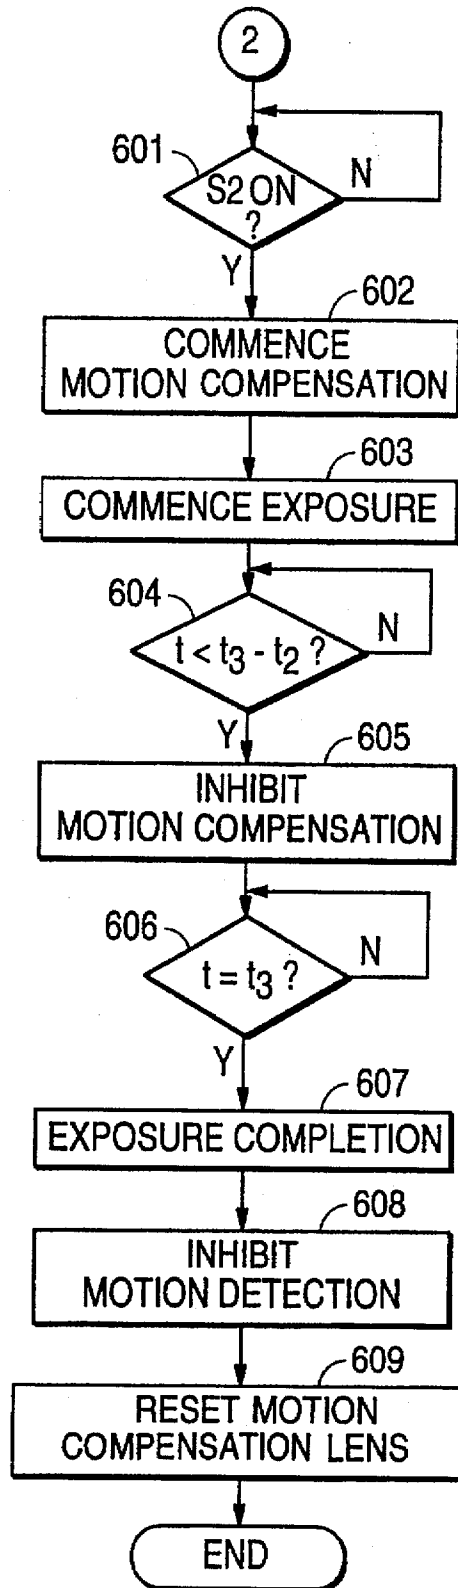 2
601
S2 ON
?
N
Y
602
COMMENCE
MOTION COMPENSATION
603
COMMENCE EXPOSURE
604
t < t3 - t2 ?
N
Y
605
INHIBIT
MOTION COMPENSATION
606
t = t3 ?
N
Y
607
EXPOSURE COMPLETION
608
INHIBIT
MOTION DETECTION
609
RESET MOTION
COMPENSATION LENS
END